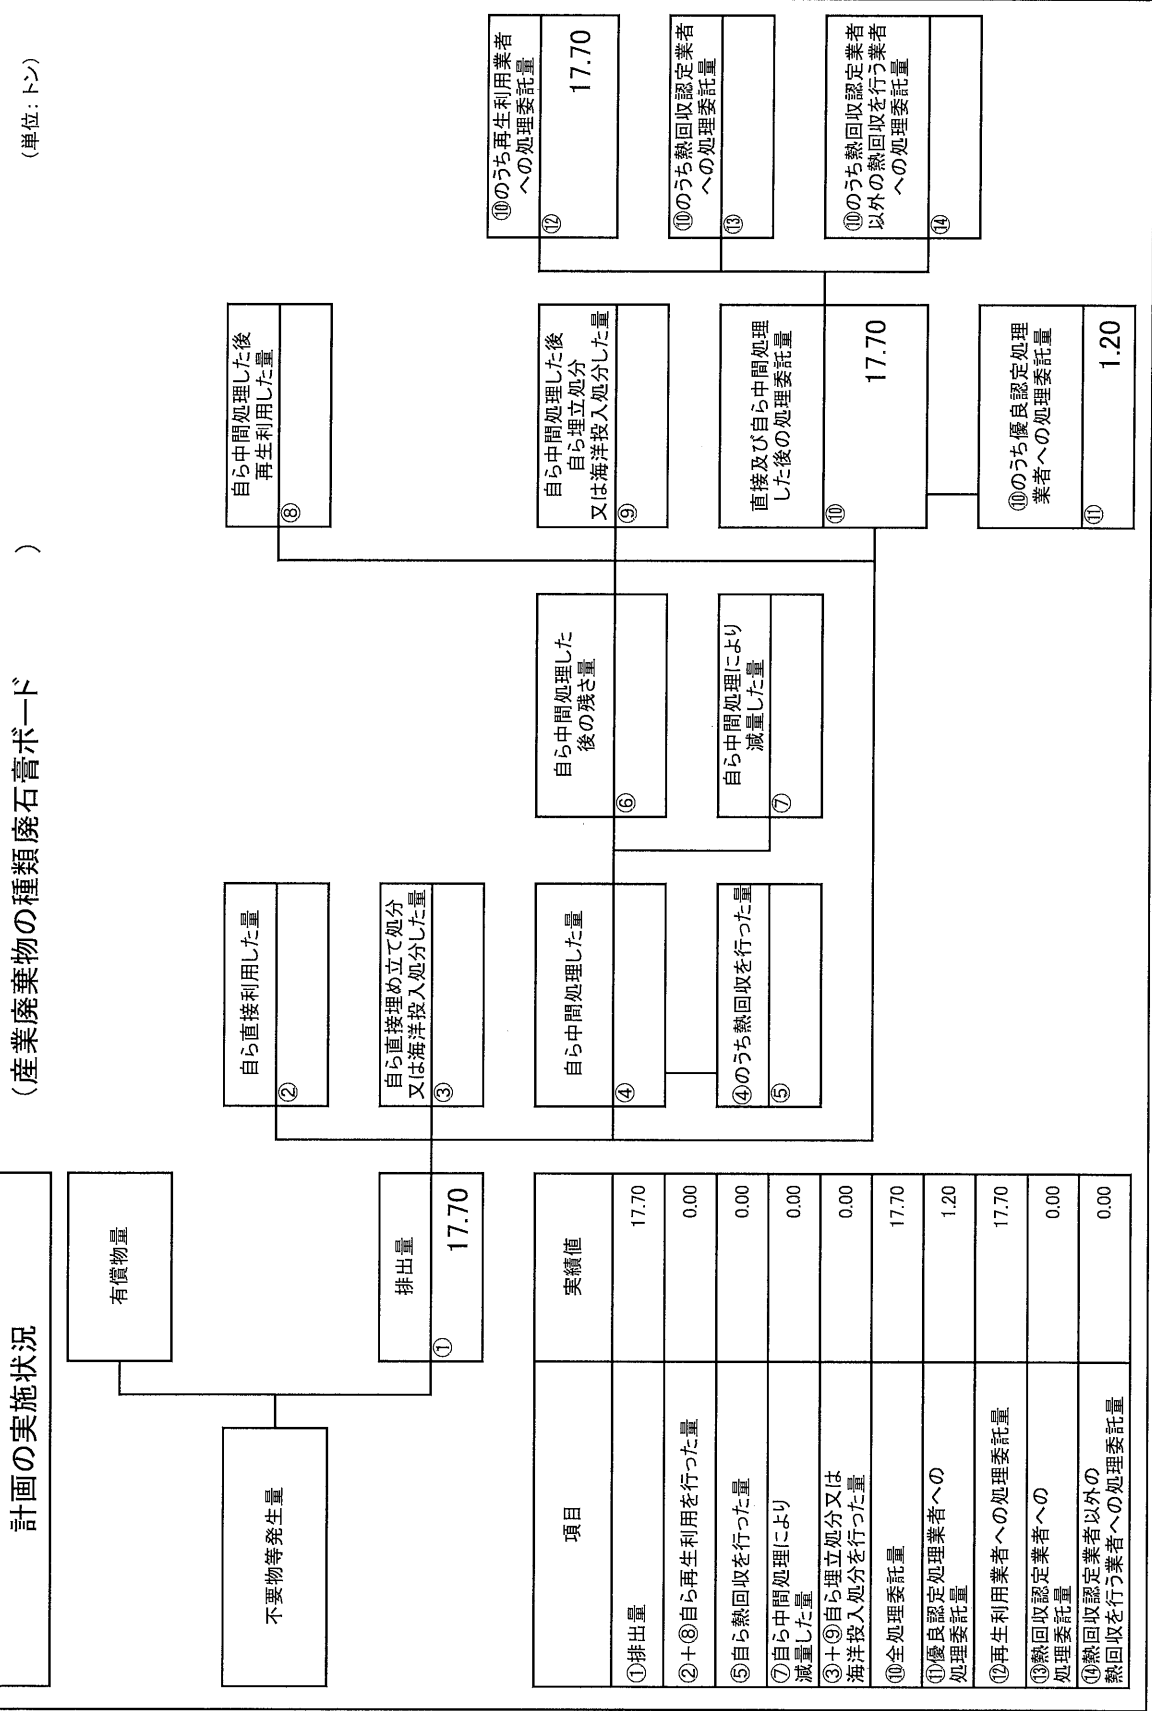 計画の実施状況
(産業廃棄物の種類廃石膏ボード )
(単位:トン)
不要物等発生量
有償物量
排出量
① 17.70
自ら直接利用した量
②
自ら直接埋め立て処分
又は海洋投入処分した量
③
自ら中間処理した量
④
④のうち熱回収を行った量
⑤
自ら中間処理した
後の残さ量
⑥
自ら中間処理により
減量した量
⑦
自ら中間処理した後
再生利用した量
⑧
自ら中間処理した後
自ら埋立処分
又は海洋投入処分した量
⑨
直接及び自ら中間処理
した後の処理委託量
⑩ 17.70
⑩のうち優良認定処理
業者への処理委託量
⑪ 1.20
⑩のうち再生利用業者
への処理委託量
⑫ 17.70
⑩のうち熱回収認定業者
への処理委託量
⑬
⑩のうち熱回収認定業者
以外の熱回収を行う業者
への処理委託量
⑭
項目 実績値
①排出量 17.70
②+⑧自ら再生利用を行った量 0.00
⑤自ら熱回収を行った量 0.00
⑦自ら中間処理により
減量した量 0.00
③+⑨自ら埋立処分又は
海洋投入処分を行った量 0.00
⑩全処理委託量 17.70
⑪優良認定処理業者への
処理委託量 1.20
⑫再生利用業者への処理委託量 17.70
⑬熱回収認定業者への
処理委託量 0.00
⑭熱回収認定業者以外の
熱回収を行う業者への処理委託量 0.00